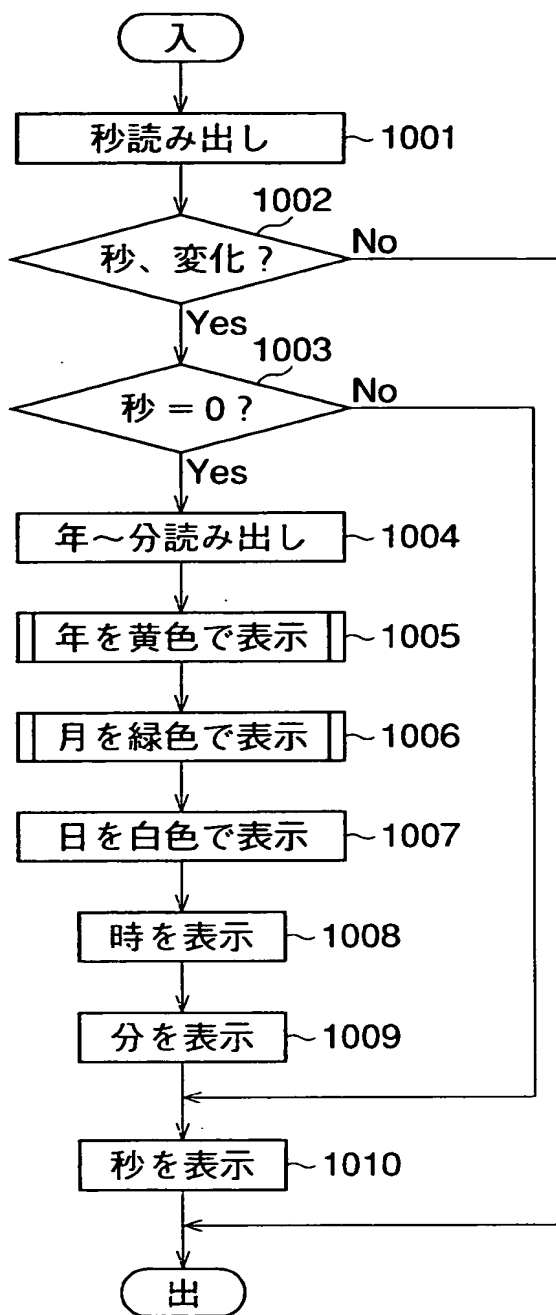 入
秒読み出し 1001
1002
秒、変化? No
Yes
1003
秒=0? No
Yes
年～分読み出し 1004
年を黄色で表示 1005
月を緑色で表示 1006
日を白色で表示 1007
時を表示 1008
分を表示 1009
秒を表示 1010
出